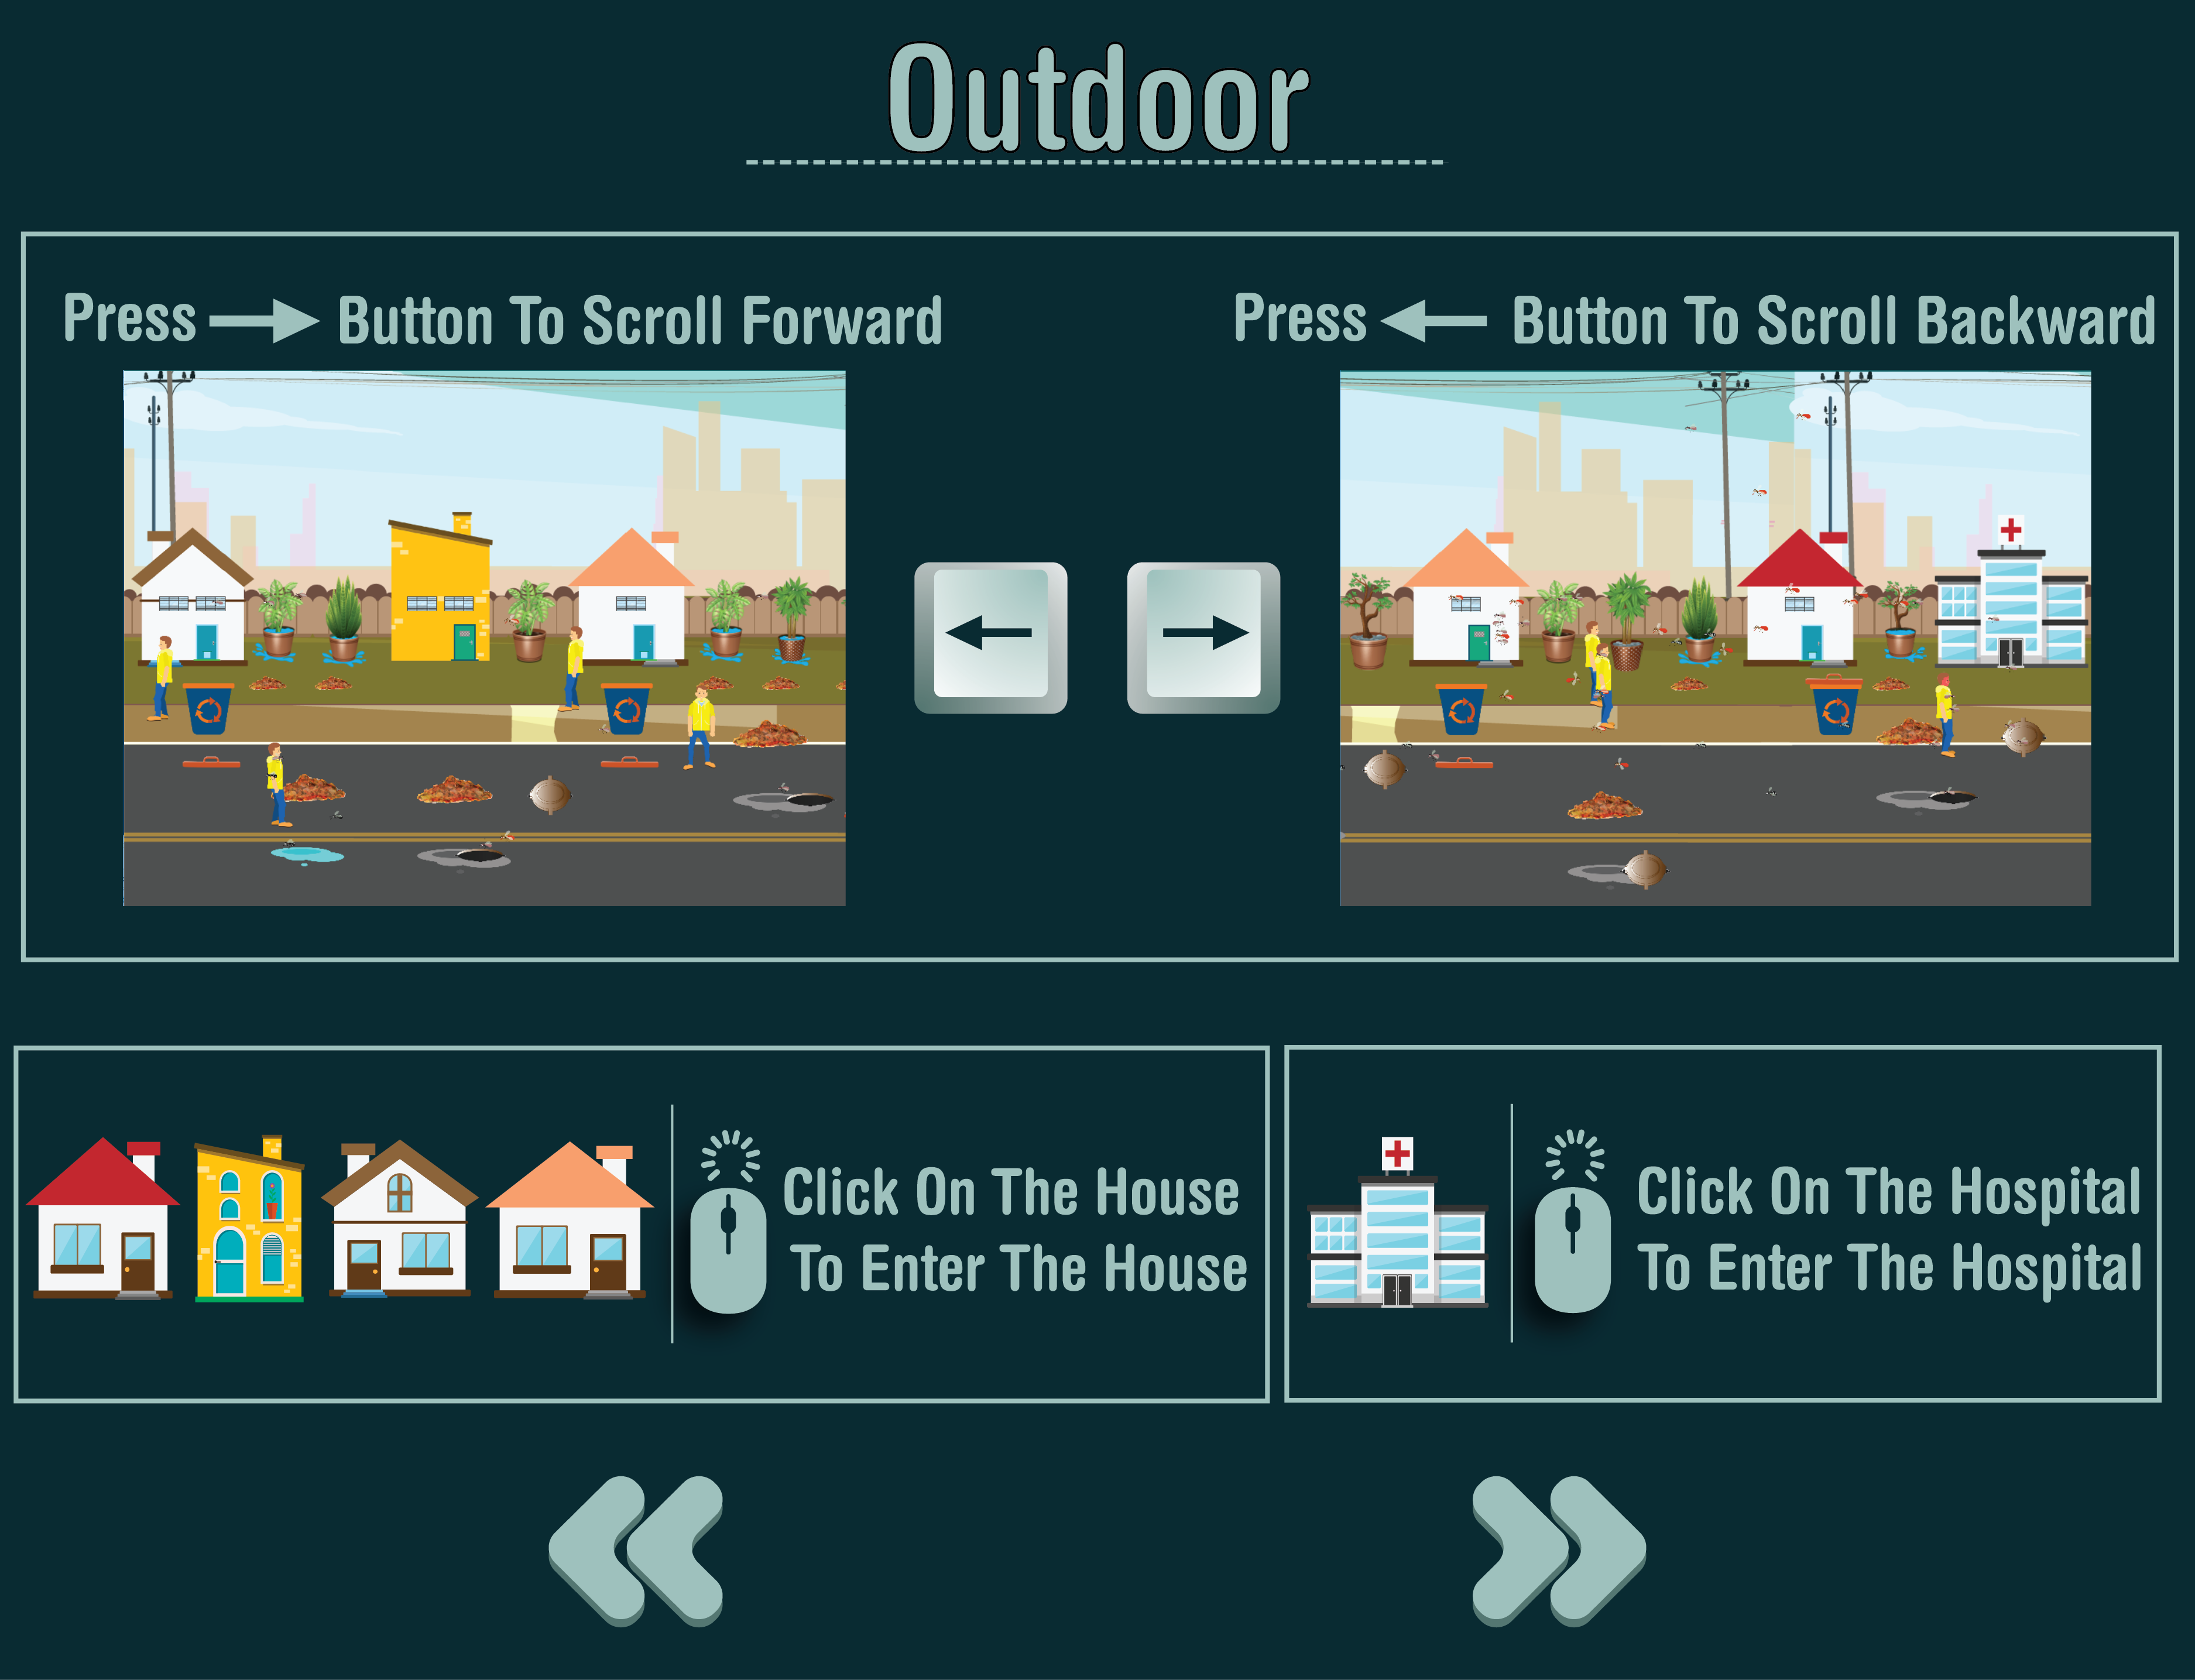 Outdoor
Press Button To Scroll Forward
Press Button To Scroll Backward
Click On The House
To Enter The House
Click On The Hospital
To Enter The Hospital